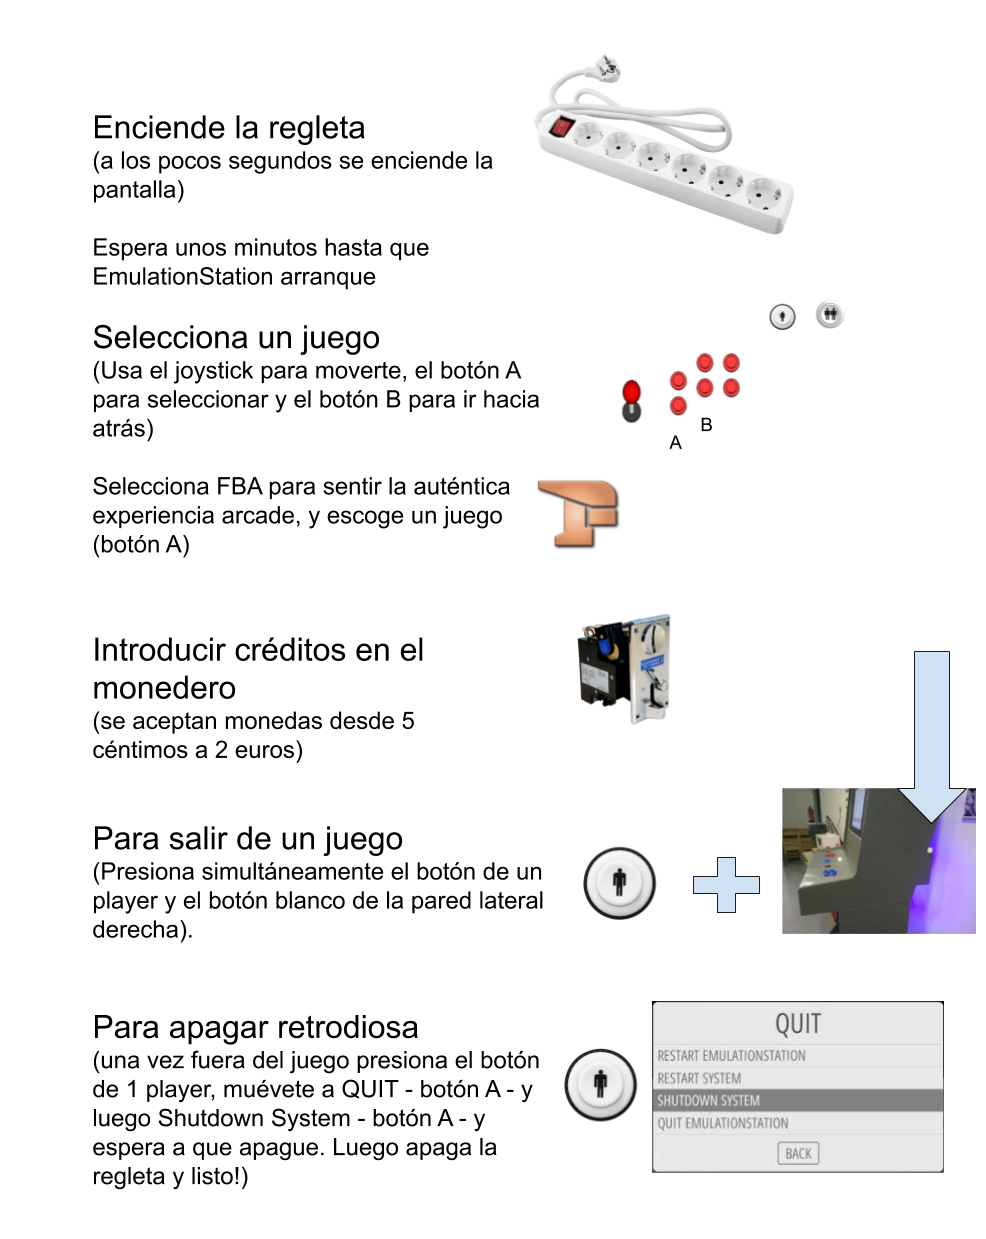 Enciende la regleta
(a los pocos segundos se enciende la
pantalla)
Espera unos minutos hasta que
EmulationStation arranque
Selecciona un juego
(Usa el joystick para moverte, el botón A
para seleccionar y el botón B para ir hacia
atrás)
B
A
Selecciona FBA para sentir la auténtica
experiencia arcade, y escoge un juego
(botón A)
Introducir créditos en el
monedero
(se aceptan monedas desde 5
céntimos a 2 euros)
Para salir de un juego
(Presiona simultáneamente el botón de un
player y el botón blanco de la pared lateral
derecha).
Para apagar retrodiosa
(una vez fuera del juego presiona el botón
de 1 player, muévete a QUIT - botón A - y
luego Shutdown System - botón A - y
espera a que apague. Luego apaga la
regleta y listo!)
QUIT
RESTART EMULATIONSTATION
RESTART SYSTEM
SHUTDOWN SYSTEM
QUIT EMULATIONSTATION
BACK